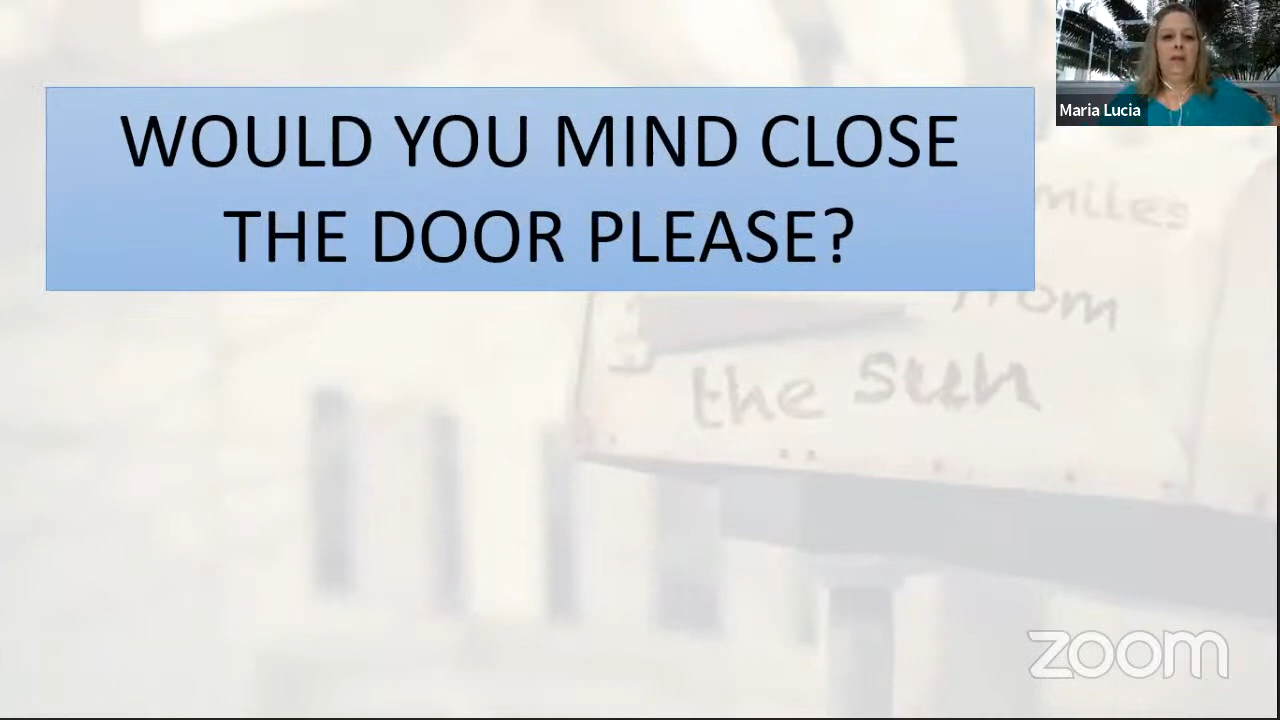 Maria Lucia
WOULD YOU MIND CLOSE
THE DOOR PLEASE?
miles
from
the sun
zoom